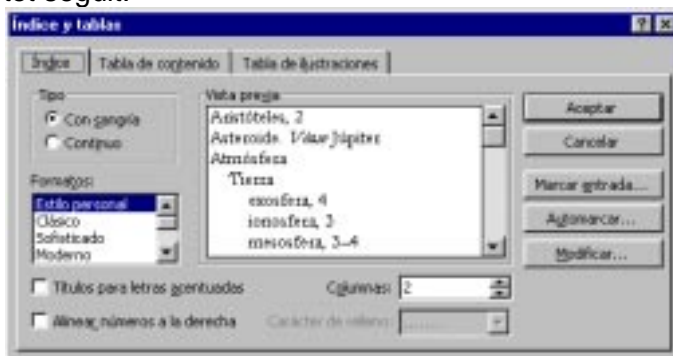 Índice y tablas
Índice Tabla de contenido Tabla de ilustraciones
Tipo
Con sangría
Continuo
Formatos:
Estilo personal
Clásico
Sofisticado
Moderno
Vista previa
Aristóteles, 2
Asteroide. Véase Júpiter
Atmósfera
Tierra
exosfera, 4
ionosfera, 3
mesosfera, 3–4
Aceptar
Cancelar
Marcar entrada...
Automarcar...
Modificar...
Títulos para letras acentuadas
Columnas: 2
Alinear números a la derecha
Carácter de relleno: .......